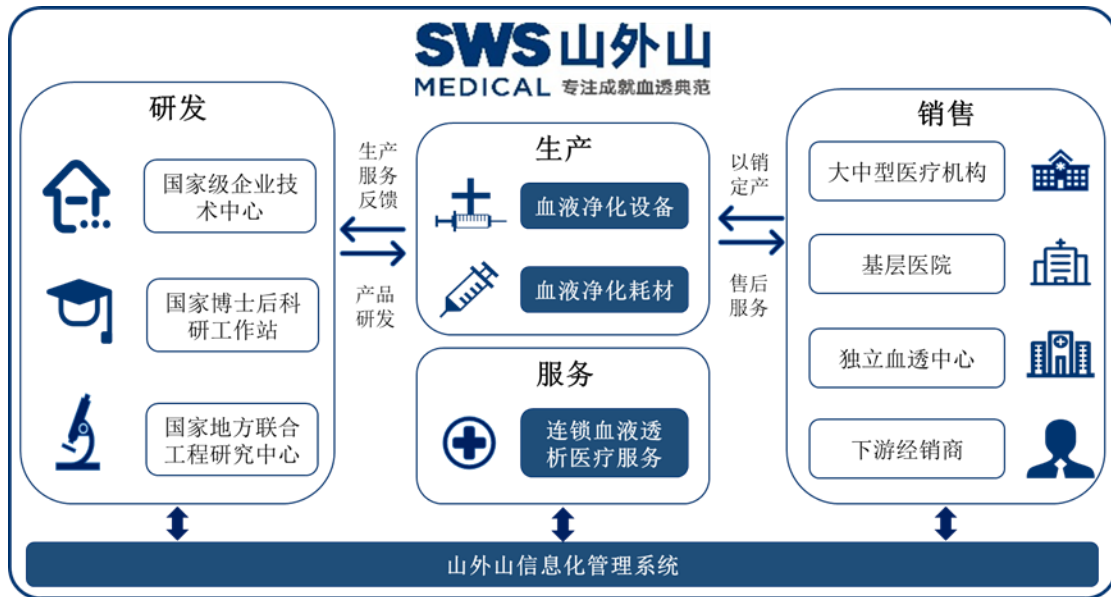 SWS山外山
MEDICAL 专注成就血透典范
研发
国家级企业技
术中心
国家博士后科
研工作站
国家地方联合
工程研究中心
生产
服务
反馈
产品
研发
生产
血液净化设备
血液净化耗材
服务
连锁血液透
析医疗服务
以销
定产
售后
服务
销售
大中型医疗机构
基层医院
独立血透中心
下游经销商
山外山信息化管理系统